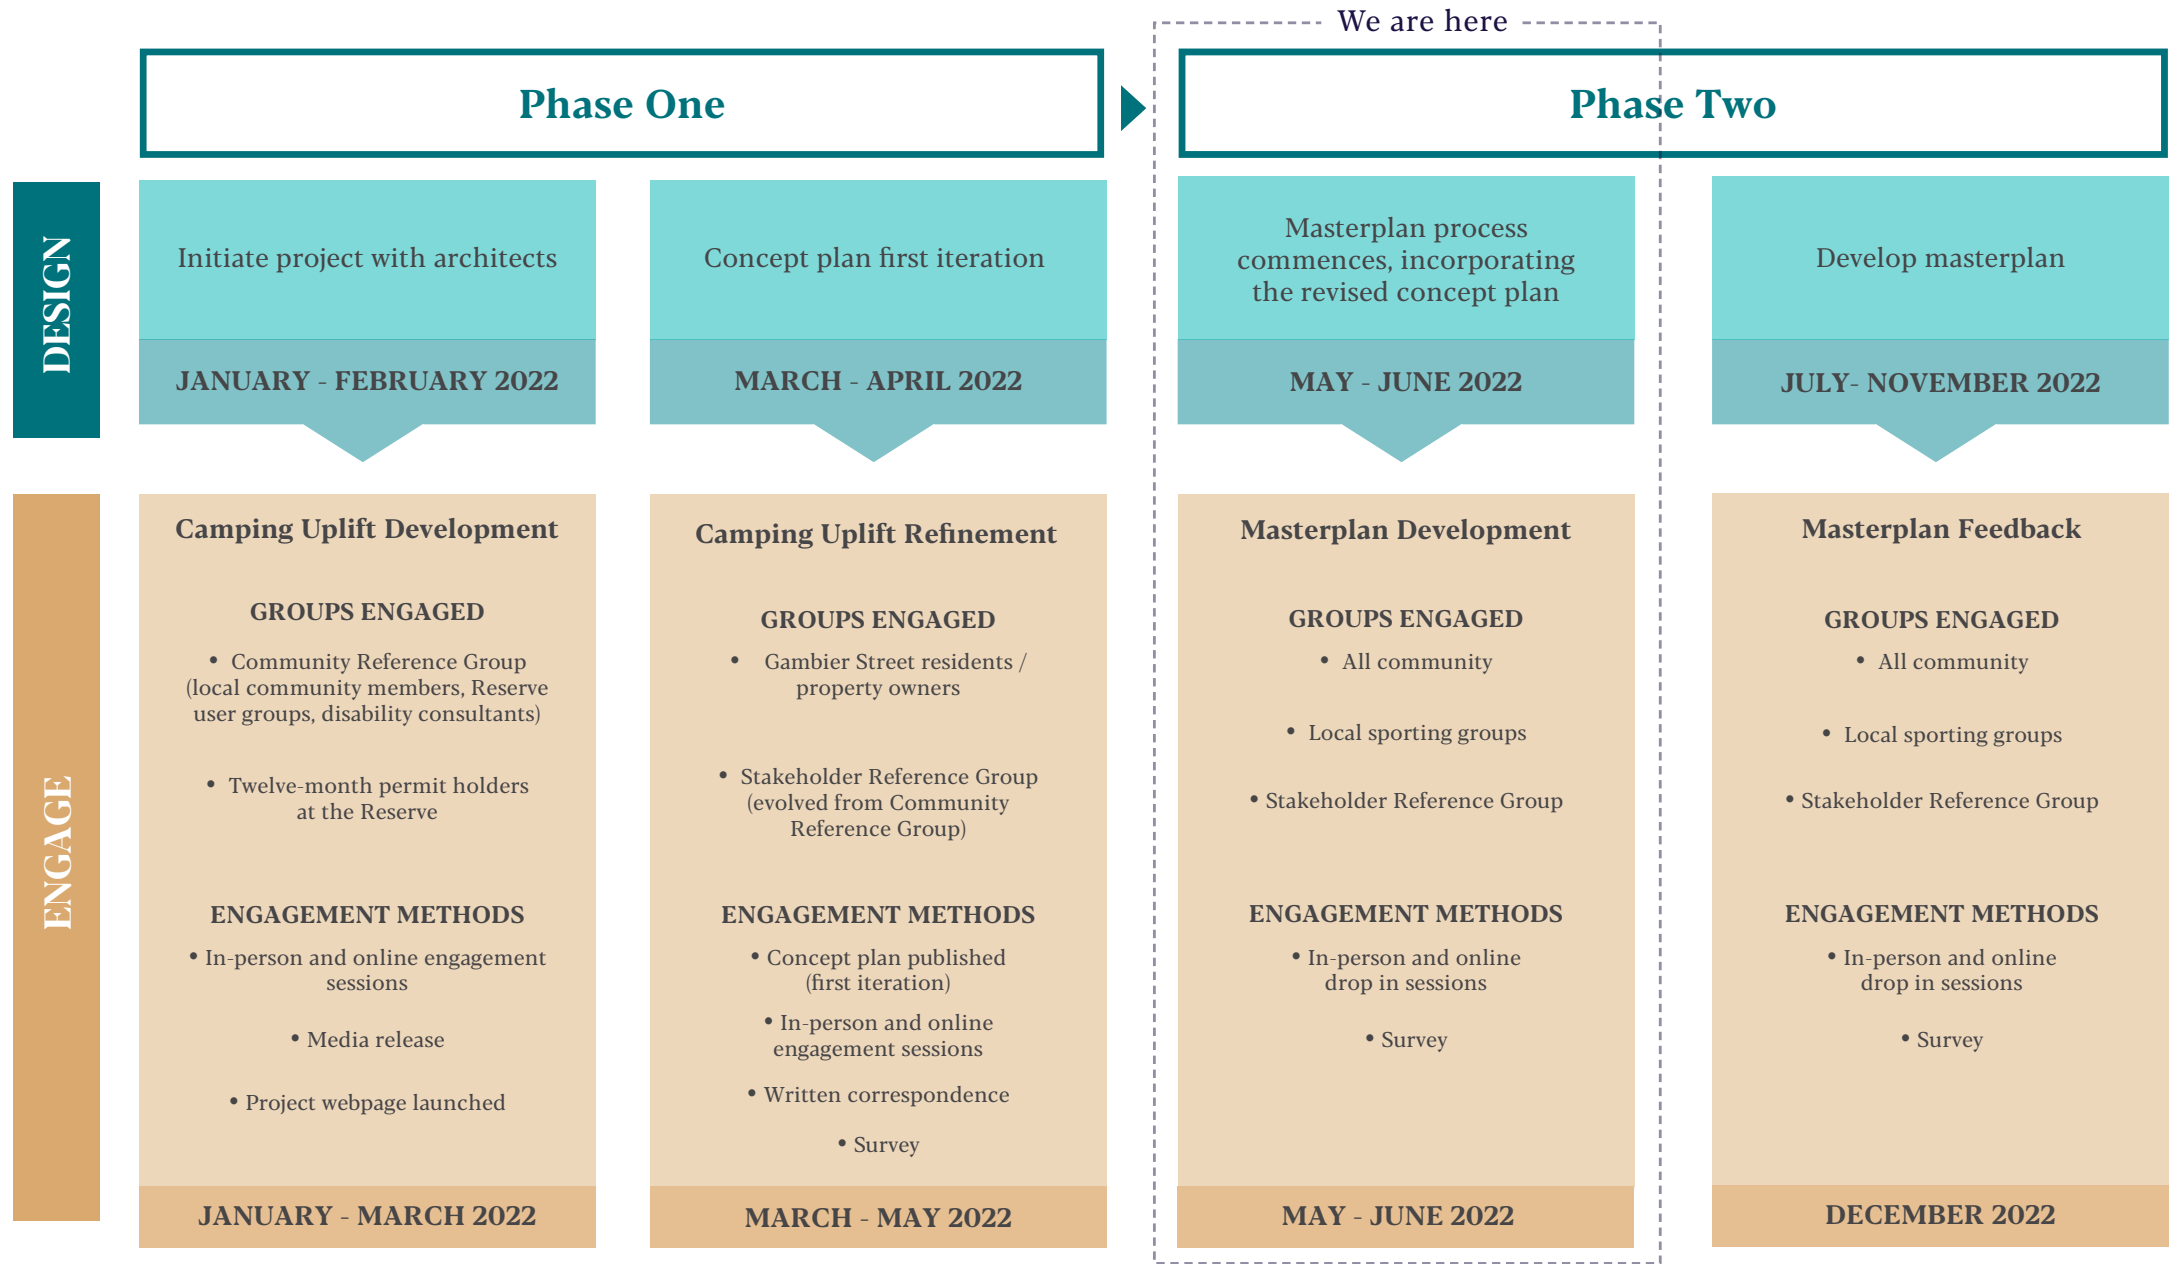 We are here
Phase One
Phase Two
DESIGN
Initiate project with architects
JANUARY - FEBRUARY 2022
Concept plan first iteration
MARCH - APRIL 2022
Masterplan process
commences, incorporating
the revised concept plan
MAY - JUNE 2022
Develop masterplan
JULY- NOVEMBER 2022
ENGAGE
Camping Uplift Development
GROUPS ENGAGED
• Community Reference Group
(local community members, Reserve
user groups, disability consultants)
• Twelve-month permit holders
at the Reserve
ENGAGEMENT METHODS
• In-person and online engagement
sessions
• Media release
• Project webpage launched
JANUARY - MARCH 2022
Camping Uplift Refinement
GROUPS ENGAGED
• Gambier Street residents /
property owners
• Stakeholder Reference Group
(evolved from Community
Reference Group)
ENGAGEMENT METHODS
• Concept plan published
(first iteration)
• In-person and online
engagement sessions
• Written correspondence
• Survey
MARCH - MAY 2022
Masterplan Development
GROUPS ENGAGED
• All community
• Local sporting groups
• Stakeholder Reference Group
ENGAGEMENT METHODS
• In-person and online
drop in sessions
• Survey
MAY - JUNE 2022
Masterplan Feedback
GROUPS ENGAGED
• All community
• Local sporting groups
• Stakeholder Reference Group
ENGAGEMENT METHODS
• In-person and online
drop in sessions
• Survey
DECEMBER 2022